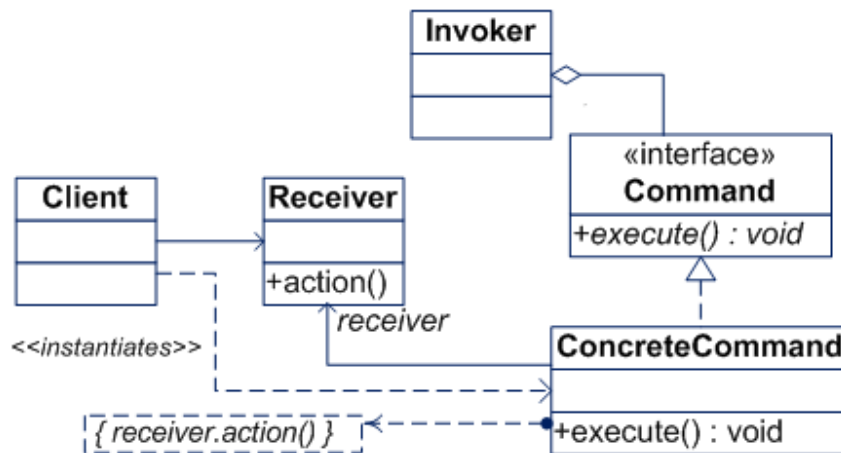 Invoker
«interface»
Command
+execute() : void
Client
Receiver
+action()
receiver
<<instantiates>>
ConcreteCommand
+execute() : void
{ receiver.action() }